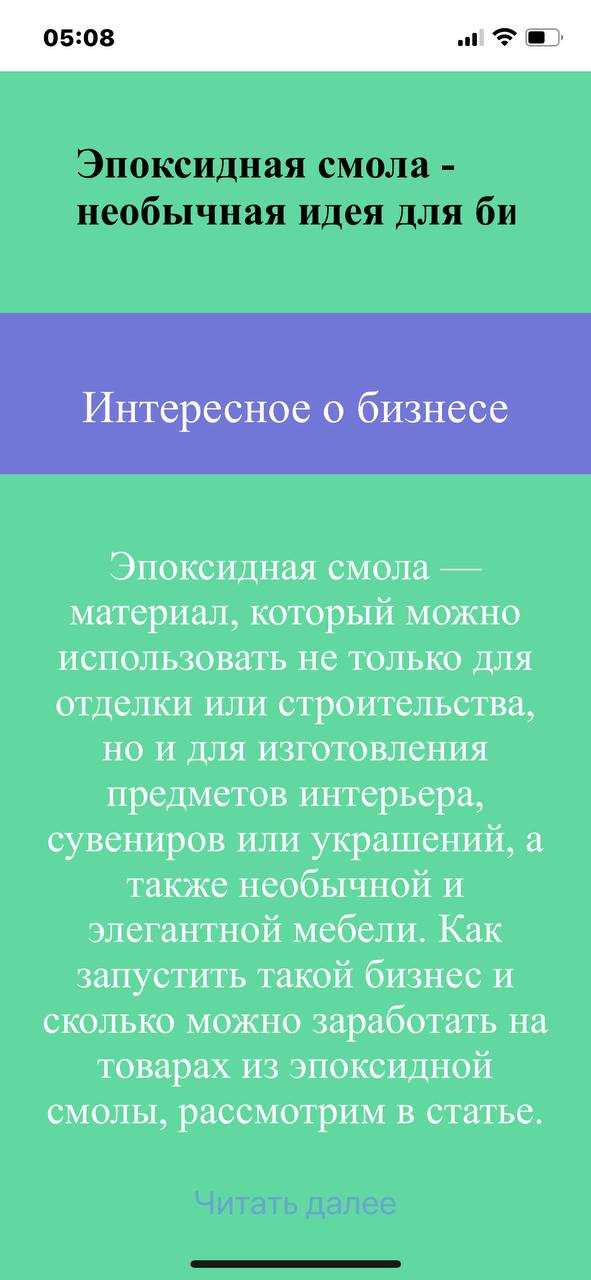 05:08
Эпоксидная смола -
необычная идея для би
Интересное о бизнесе
Эпоксидная смола —
материал, который можно
использовать не только для
отделки или строительства,
но и для изготовления
предметов интерьера,
сувениров или украшений, а
также необычной и
элегантной мебели. Как
запустить такой бизнес и
сколько можно заработать на
товарах из эпоксидной
смолы, рассмотрим в статье.
Читать далее